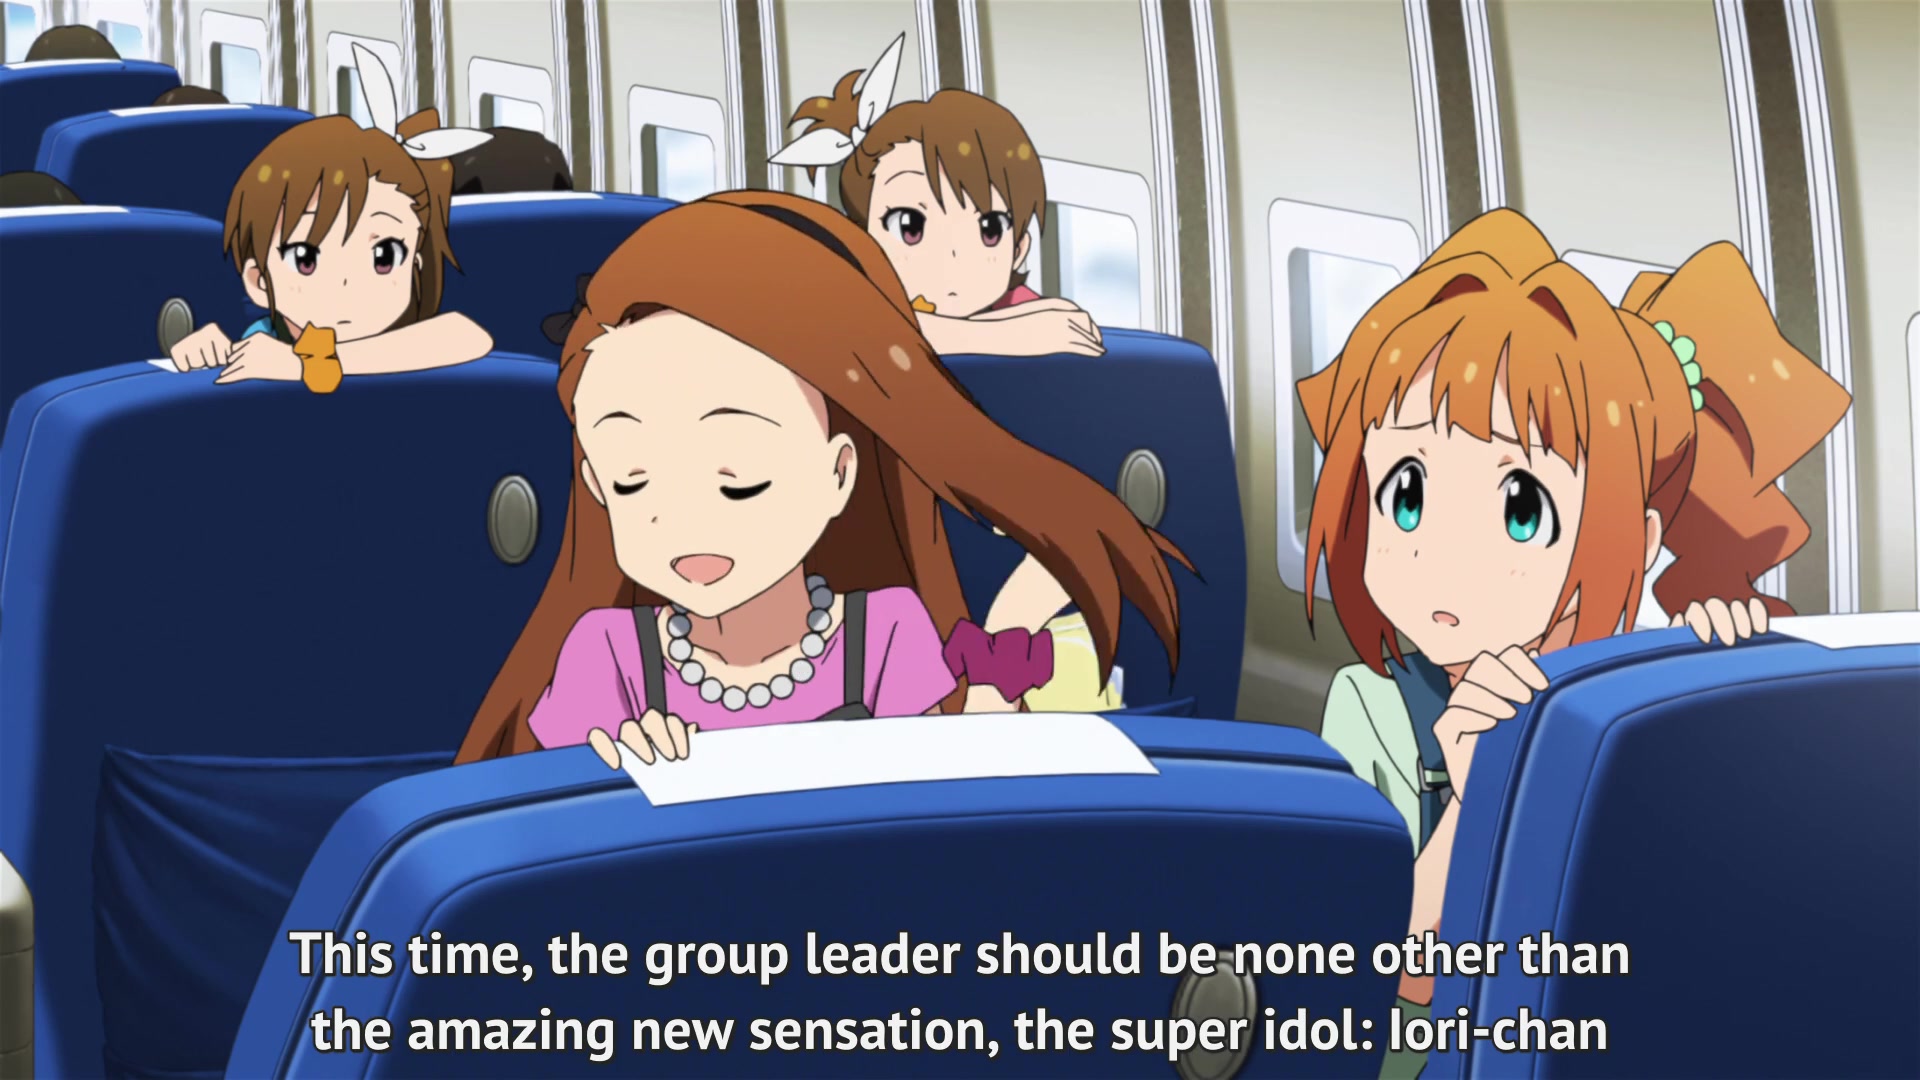 This time, the group leader should be none other than
the amazing new sensation, the super idol: Iori-chan